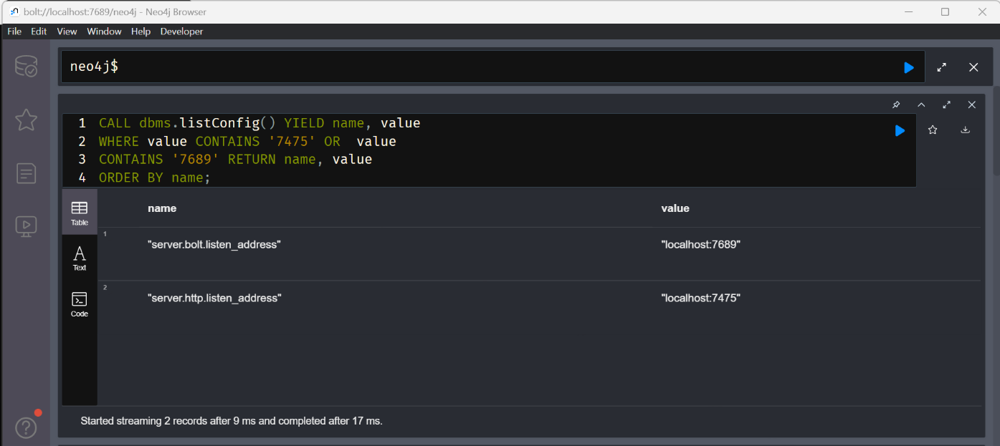 bolt://localhost:7689/neo4j - Neo4j Browser
File Edit View Window Help Developer
neo4j$
1 CALL dbms.listConfig() YIELD name, value
2 WHERE value CONTAINS '7475' OR  value
3 CONTAINS '7689' RETURN name, value
4 ORDER BY name;
Table
Text
Code
name value
1
"server.bolt.listen_address" "localhost:7689"
2
"server.http.listen_address" "localhost:7475"
Started streaming 2 records after 9 ms and completed after 17 ms.